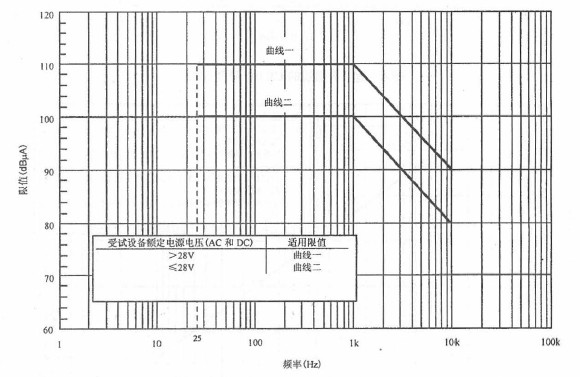 120
110
100
90
80
70
60
限值(dBμA)
曲线一
曲线二
受试设备额定电源电压(AC 和 DC) 适用限值
>28V 曲线一
≤28V 曲线二
1 10 25 100 1k 10k 100k
频率(Hz)